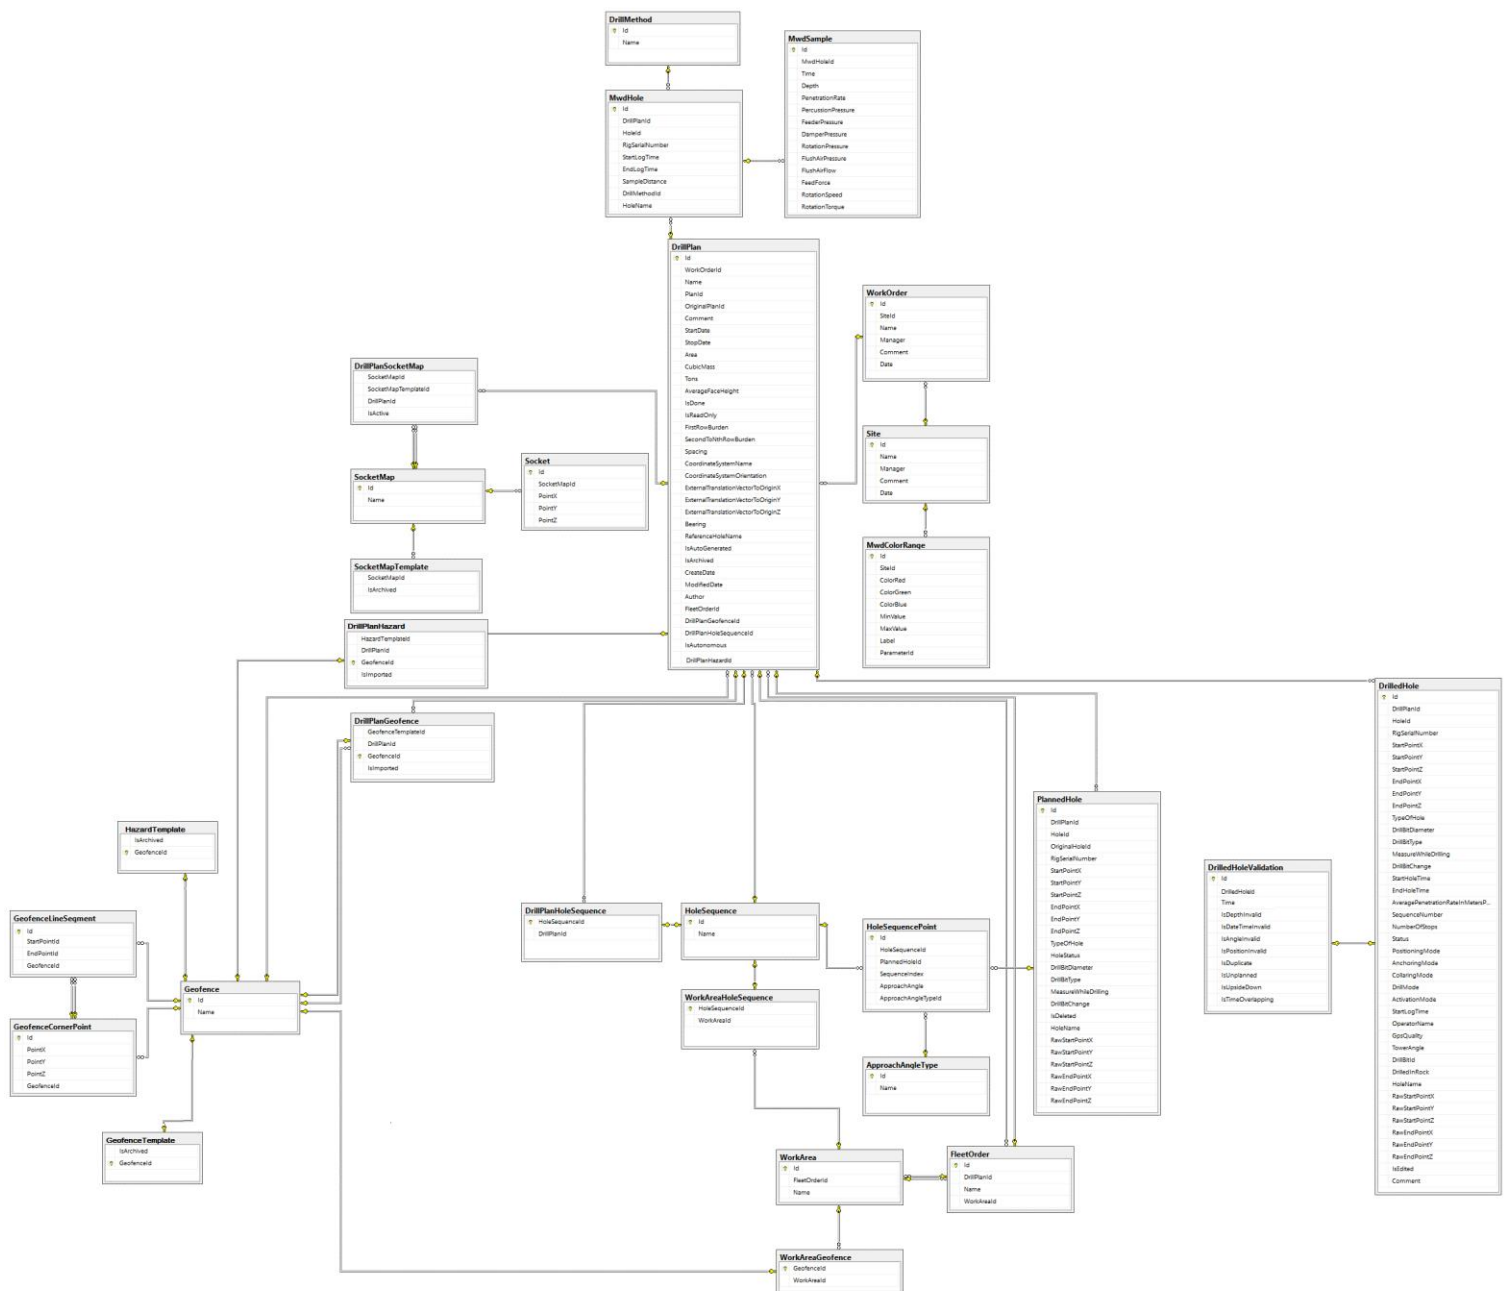 DrillMethod
Id
Name
MwdSample
Id
MwdHoleId
Time
Depth
PenetrationRate
PercussionPressure
FeederPressure
DamperPressure
RotationPressure
FlushAirPressure
FlushAirFlow
FeedForce
RotationSpeed
RotationTorque
MwdHole
Id
DrillPlanId
HoleId
RigSerialNumber
StartLogTime
EndLogTime
SampleDistance
DrillMethodId
HoleName
DrillPlan
Id
WorkOrderId
Name
PlanId
OriginalPlanId
Comment
StartDate
StopDate
Area
CubicMass
Tons
AverageFaceHeight
IsDone
IsReadOnly
FirstRowBurden
SecondToNthRowBurden
Spacing
CoordinateSystemName
CoordinateSystemOrientation
ExternalTranslationVectorToOriginX
ExternalTranslationVectorToOriginY
ExternalTranslationVectorToOriginZ
Bearing
ReferenceHoleName
IsAutoGenerated
IsArchived
CreateDate
ModifiedDate
Author
FleetOrderId
DrillPlanGeofenceId
DrillPlanHoleSequenceId
IsAutonomous
DrillPlanHazardId
WorkOrder
Id
SiteId
Name
Manager
Comment
Date
Site
Id
Name
Manager
Comment
Date
MwdColorRange
Id
SiteId
ColorRed
ColorGreen
ColorBlue
MinValue
MaxValue
Label
ParameterId
DrillPlanSocketMap
SocketMapId
SocketMapTemplateId
DrillPlanId
IsActive
SocketMap
Id
Name
Socket
Id
SocketMapId
PointX
PointY
PointZ
SocketMapTemplate
SocketMapId
IsArchived
DrillPlanHazard
HazardTemplateId
DrillPlanId
GeofenceId
IsImported
DrillPlanGeofence
GeofenceTemplateId
DrillPlanId
GeofenceId
IsImported
HazardTemplate
IsArchived
GeofenceId
GeofenceLineSeqment
Id
StartPointId
EndPointId
GeofenceId
Geofence
Id
Name
GeofenceCornerPoint
Id
PointX
PointY
PointZ
GeofenceId
GeofenceTemplate
IsArchived
GeofenceId
DrillPlanHoleSequence
HoleSequenceId
DrillPlanId
HoleSequence
Id
Name
WorkAreaHoleSequence
HoleSequenceId
WorkAreaId
HoleSequencePoint
Id
HoleSequenceId
PlannedHoleId
SequenceIndex
ApproachAngle
ApproachAngleTypeId
ApproachAngleType
Id
Name
WorkArea
Id
FleetOrderId
Name
FleetOrder
Id
DrillPlanId
Name
WorkAreaId
WorkAreaGeofence
GeofenceId
WorkAreaId
PlannedHole
Id
DrillPlanId
HoleId
OriginalHoleId
RigSerialNumber
StartPointX
StartPointY
StartPointZ
EndPointX
EndPointY
EndPointZ
TypeOfHole
HoleStatus
DrillBitDiameter
DrillBitType
MeasureWhileDrilling
DrillBitChange
IsDeleted
HoleName
RawStartPointX
RawStartPointY
RawStartPointZ
RawEndPointX
RawEndPointY
RawEndPointZ
DrilledHoleValidation
Id
DrilledHoleId
Time
IsDepthInvalid
IsDateTimeInvalid
IsAngleInvalid
IsPositionInvalid
IsDuplicate
IsUnplanned
IsUpsideDown
IsTimeOverlapping
DrilledHole
Id
DrillPlanId
HoleId
RigSerialNumber
StartPointX
StartPointY
StartPointZ
EndPointX
EndPointY
EndPointZ
TypeOfHole
DrillBitDiameter
DrillBitType
MeasureWhileDrilling
DrillBitChange
StartHoleTime
EndHoleTime
AveragePenetrationRateInMetersP...
SequenceNumber
NumberOfStops
Status
PositioningMode
AnchoringMode
CollaringMode
DrillMode
ActivationMode
StartLogTime
OperatorName
GpsQuality
TowerAngle
DrillBitId
DrilledInRock
HoleName
RawStartPointX
RawStartPointY
RawStartPointZ
RawEndPointX
RawEndPointY
RawEndPointZ
IsEdited
Comment